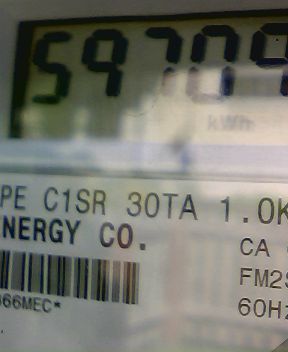 59709
kWh
PE C1SR 30TA 1.0K
NERGY CO.
CA
FM2S
66MEC*
60Hz